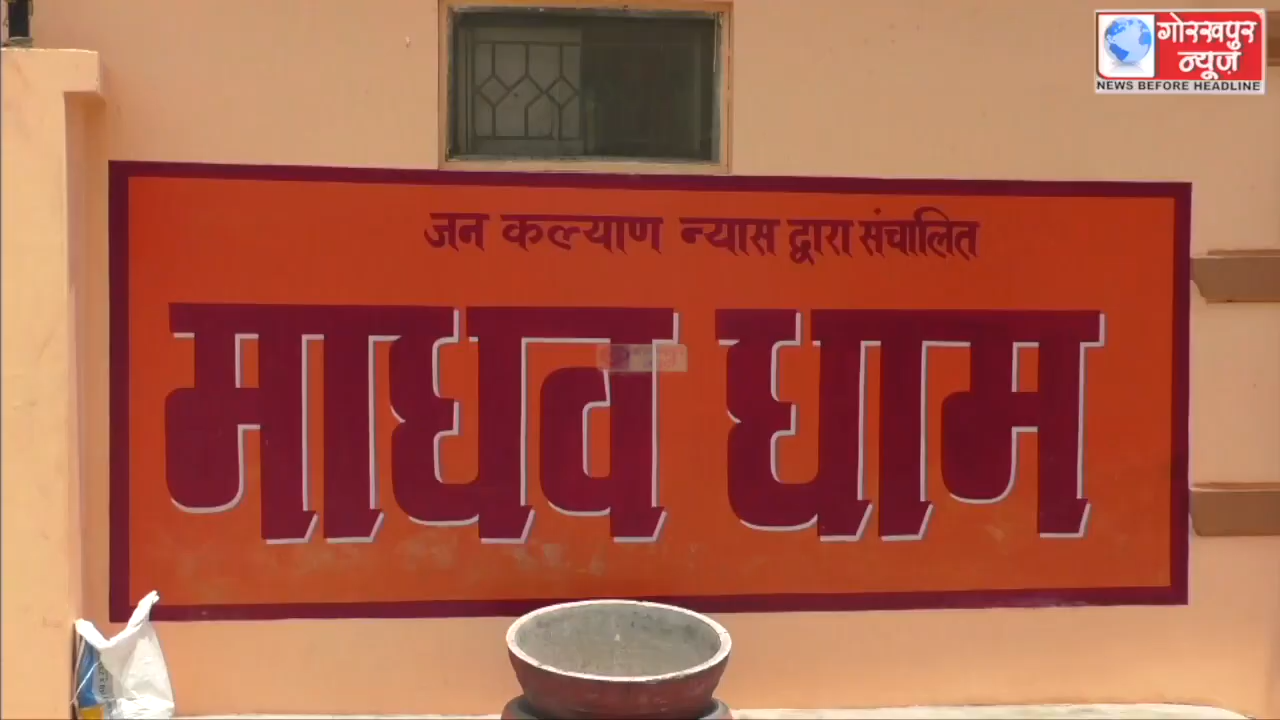 गोरखपुर
न्यूज़
NEWS BEFORE HEADLINE
जन कल्याण न्यास द्वारा संचालित
माधव धाम